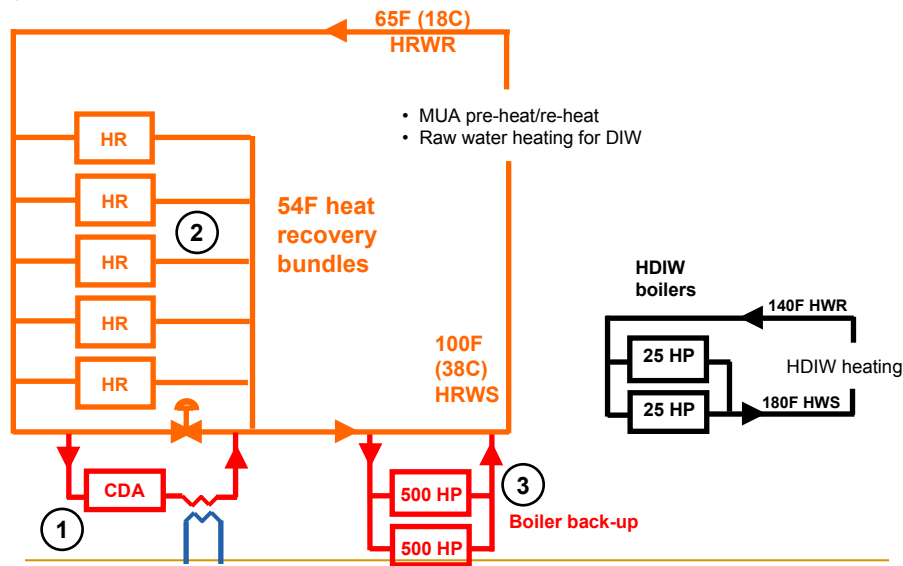 65F (18C)
HRWR
• MUA pre-heat/re-heat
• Raw water heating for DIW
HR
HR
HR
HR
HR
2
54F heat
recovery
bundles
100F
(38C)
HRWS
HDIW
boilers
140F HWR
25 HP
25 HP
HDIW heating
180F HWS
CDA
1
500 HP
500 HP
3
Boiler back-up